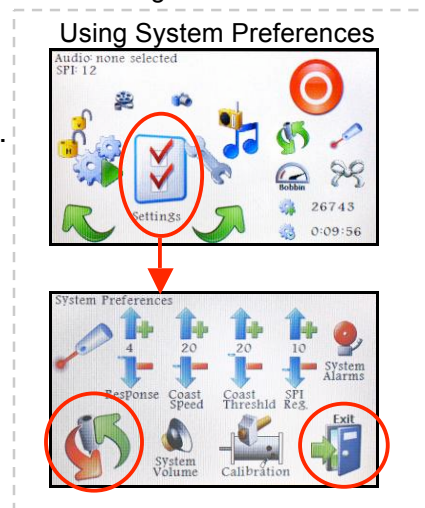 Using System Preferences
Audio: none selected
SPI: 12
Bobbin
26743
Settings
0:09:56
System Preferences
4 20 20 10
System
Alarms
Response Coast Speed Coast Threshld SPI Reg.
Exit
System
Volume
Calibration